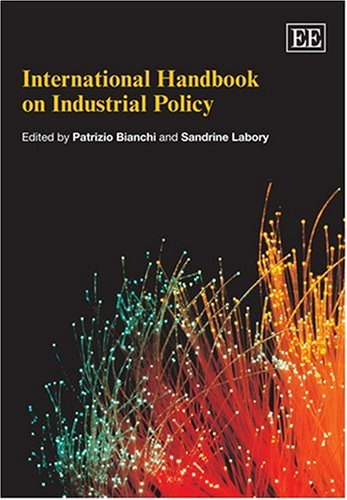 EE
International Handbook
on Industrial Policy
Edited by Patrizio Bianchi and Sandrine Labory